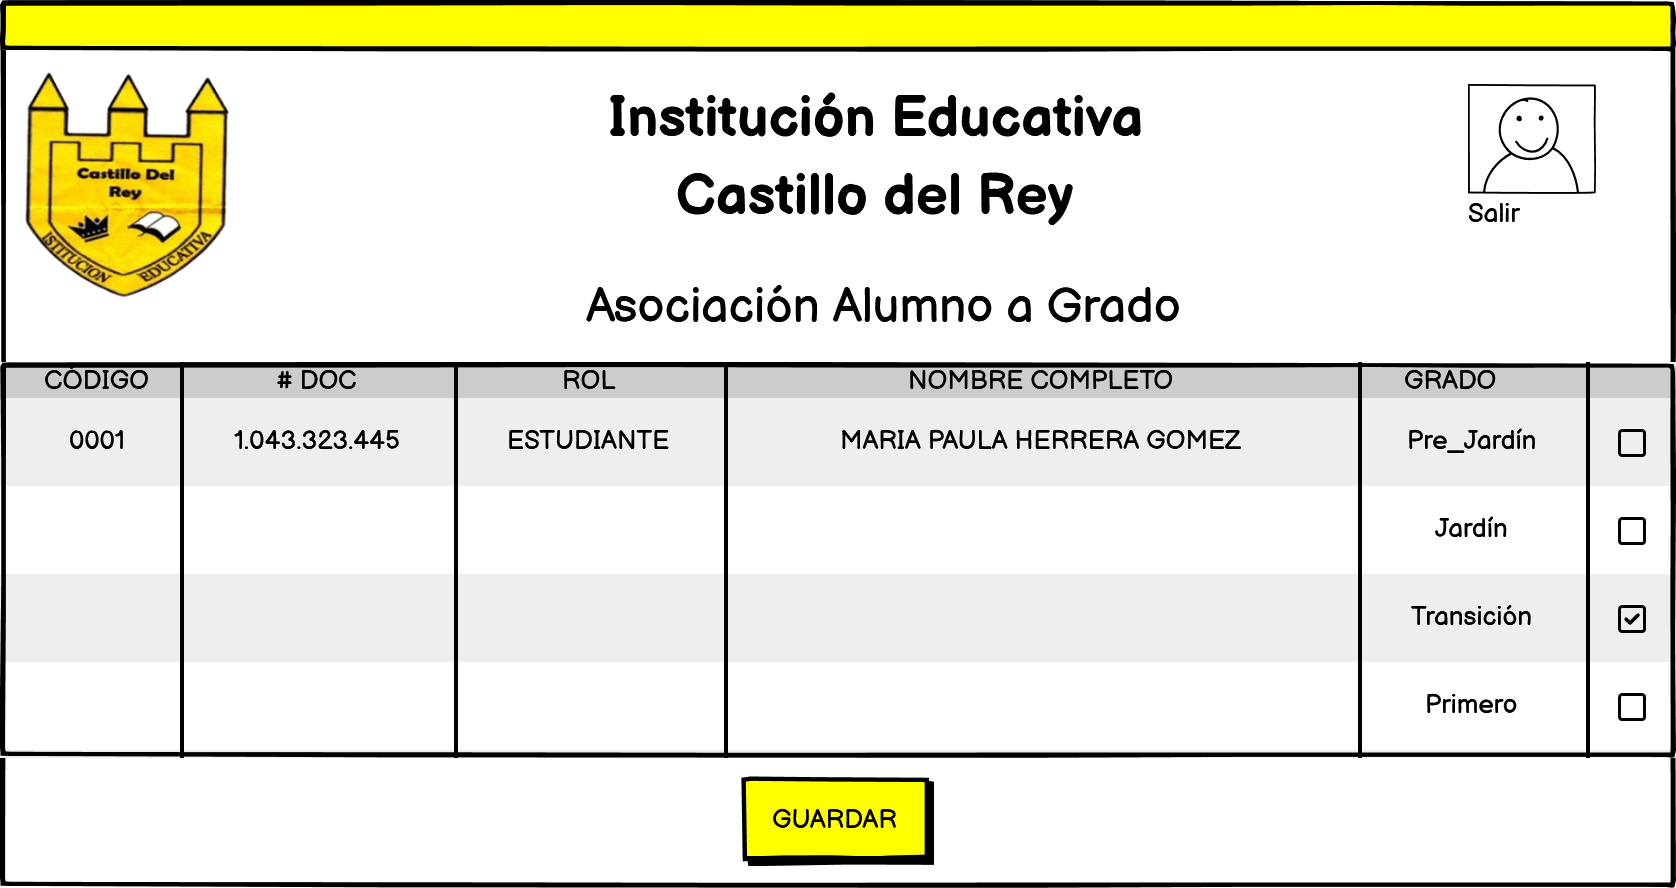 Castillo Del
Rey
ISTITUCION EDUCATIVA
Institución Educativa
Castillo del Rey
Salir
Asociación Alumno a Grado
CÓDIGO # DOC ROL NOMBRE COMPLETO GRADO
0001 1.043.323.445 ESTUDIANTE MARIA PAULA HERRERA GOMEZ Pre_Jardín
Jardín
Transición
Primero
GUARDAR